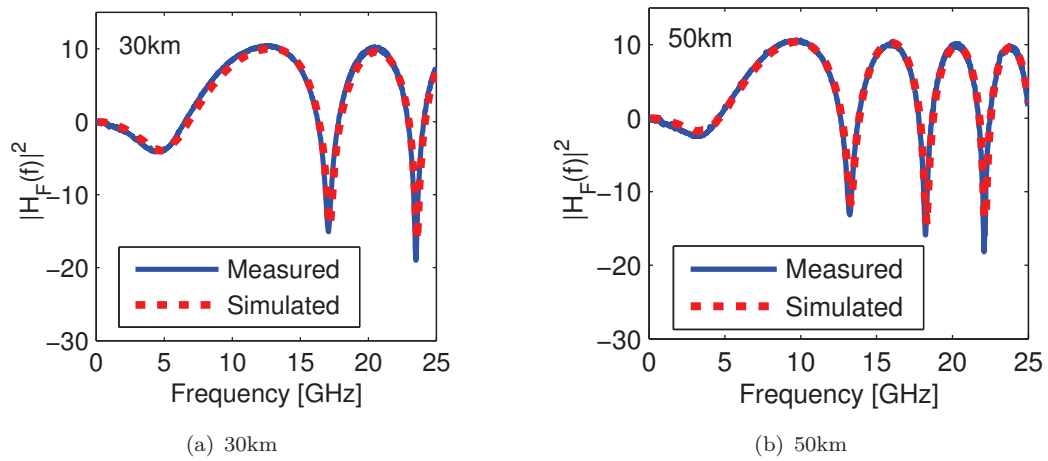 30km
10
0
−10
−20
−30
|H_F(f)|²
Measured
Simulated
0 5 10 15 20 25
Frequency [GHz]
(a) 30km
50km
10
0
−10
−20
−30
|H_F(f)|²
Measured
Simulated
0 5 10 15 20 25
Frequency [GHz]
(b) 50km